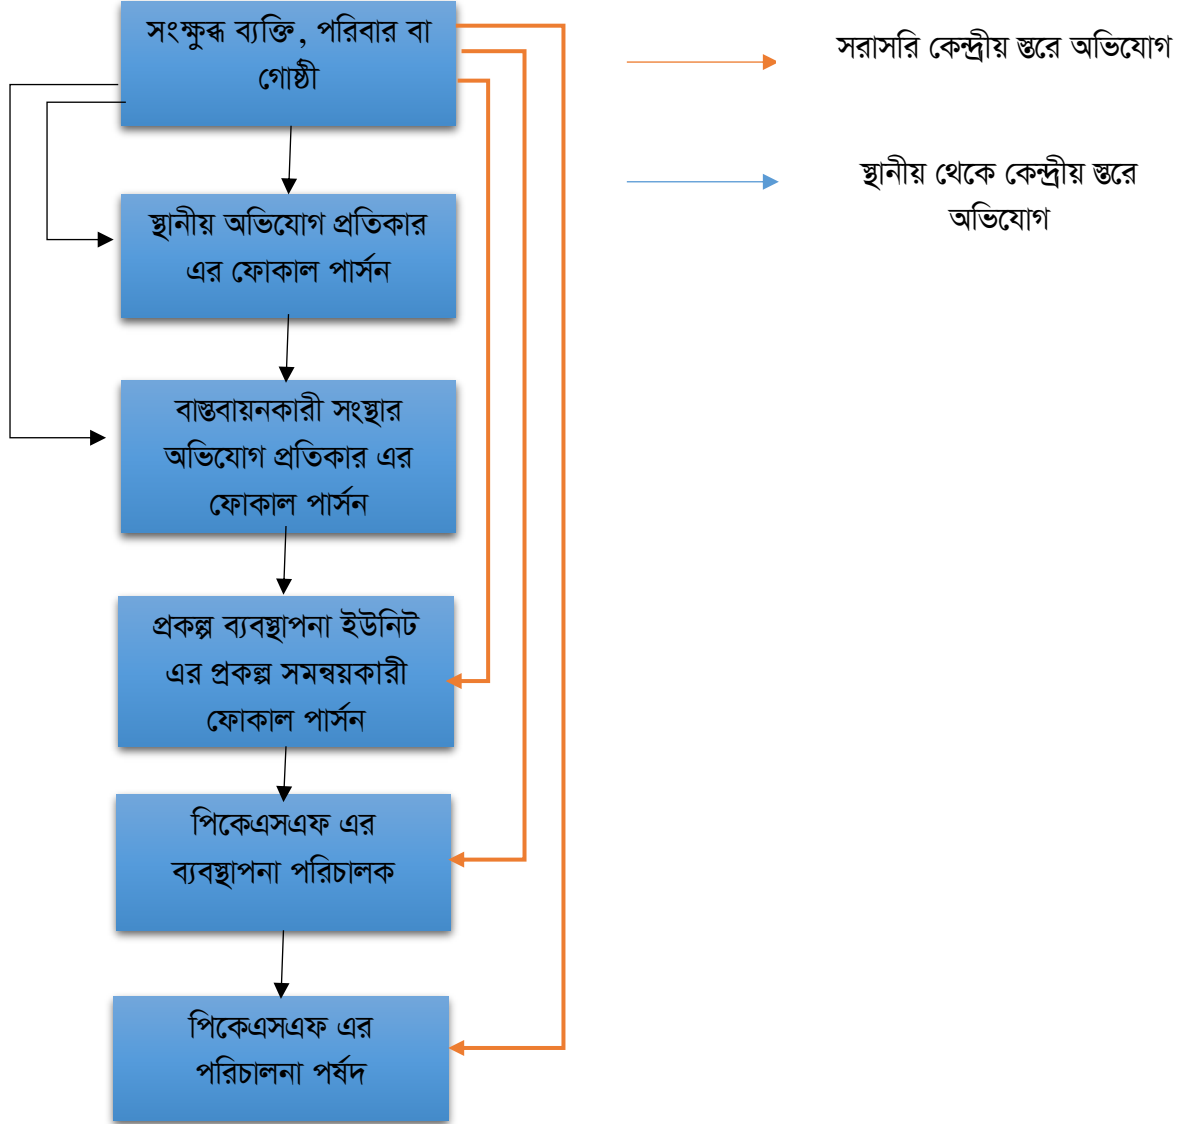 সংক্ষুব্ধ ব্যক্তি, পরিবার বা
গোষ্ঠী
সরাসরি কেন্দ্রীয় স্তরে অভিযোগ
স্থানীয় থেকে কেন্দ্রীয় স্তরে
অভিযোগ
স্থানীয় অভিযোগ প্রতিকার
এর ফোকাল পার্সন
বাস্তবায়নকারী সংস্থার
অভিযোগ প্রতিকার এর
ফোকাল পার্সন
প্রকল্প ব্যবস্থাপনা ইউনিট
এর প্রকল্প সমন্বয়কারী
ফোকাল পার্সন
পিকেএসএফ এর
ব্যবস্থাপনা পরিচালক
পিকেএসএফ এর
পরিচালনা পর্ষদ